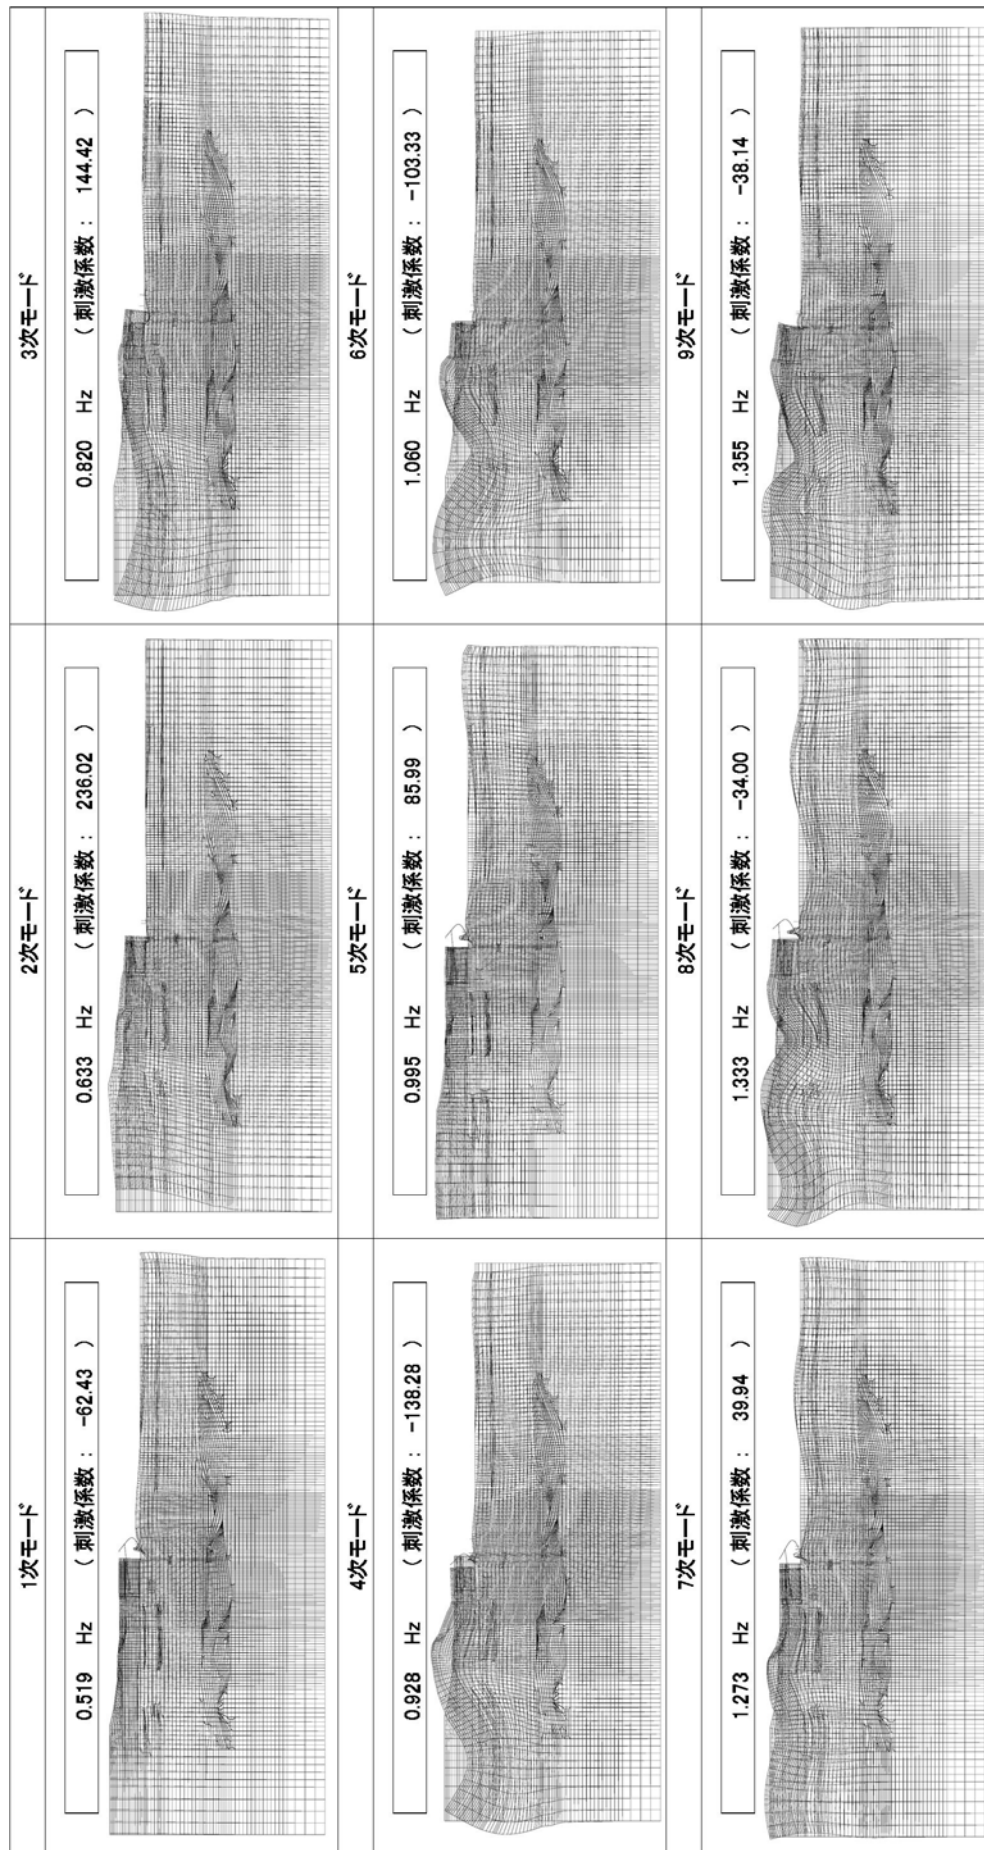 1次モード
0.519 Hz （ 刺激係数 ： -62.43 ）
2次モード
0.633 Hz （ 刺激係数 ： 236.02 ）
3次モード
0.820 Hz （ 刺激係数 ： 144.42 ）
4次モード
0.928 Hz （ 刺激係数 ： -138.28 ）
5次モード
0.995 Hz （ 刺激係数 ： 85.99 ）
6次モード
1.060 Hz （ 刺激係数 ： -103.33 ）
7次モード
1.273 Hz （ 刺激係数 ： 39.94 ）
8次モード
1.333 Hz （ 刺激係数 ： -34.00 ）
9次モード
1.355 Hz （ 刺激係数 ： -38.14 ）